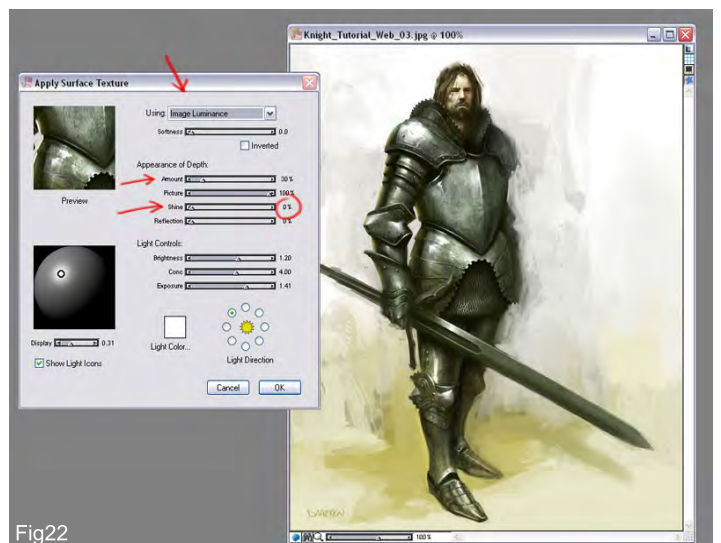 Knight_Tutorial_Web_03.jpg @ 100%
Apply Surface Texture
Using: Image Luminance
Softness 0.0
Inverted
Appearance of Depth:
Amount 30%
Picture 100%
Shine 0%
Reflection 0%
Preview
Light Controls:
Brightness 1.20
Conc 4.00
Exposure 1.41
Display 0.31
Show Light Icons
Light Color...
Light Direction
Cancel OK
100%
Fig22